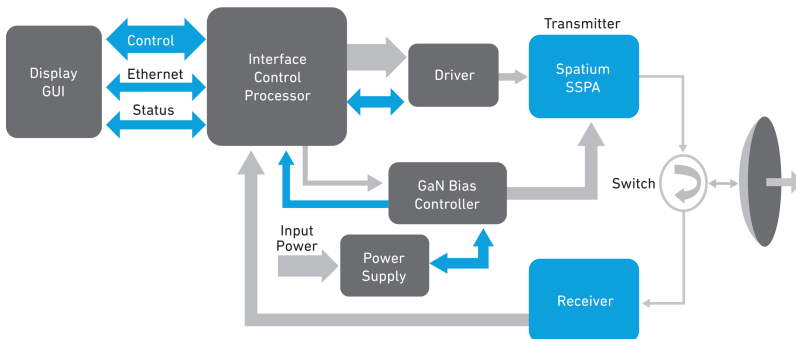 Transmitter
Control
Display
GUI
Ethernet
Status
Interface
Control
Processor
Driver
Spatium
SSPA
Switch
GaN Bias
Controller
Input
Power
Power
Supply
Receiver